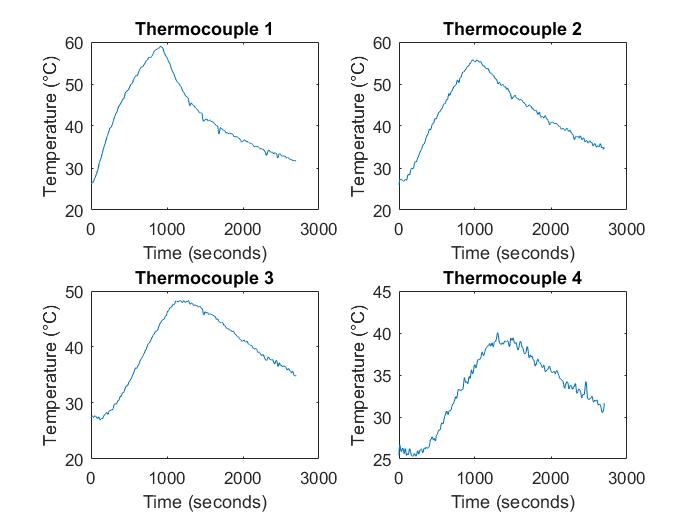 Thermocouple 1
60
50
40
30
20
Temperature (°C)
0 1000 2000 3000
Time (seconds)
Thermocouple 2
60
50
40
30
20
Temperature (°C)
0 1000 2000 3000
Time (seconds)
Thermocouple 3
50
40
30
20
Temperature (°C)
0 1000 2000 3000
Time (seconds)
Thermocouple 4
45
40
35
30
25
Temperature (°C)
0 1000 2000 3000
Time (seconds)